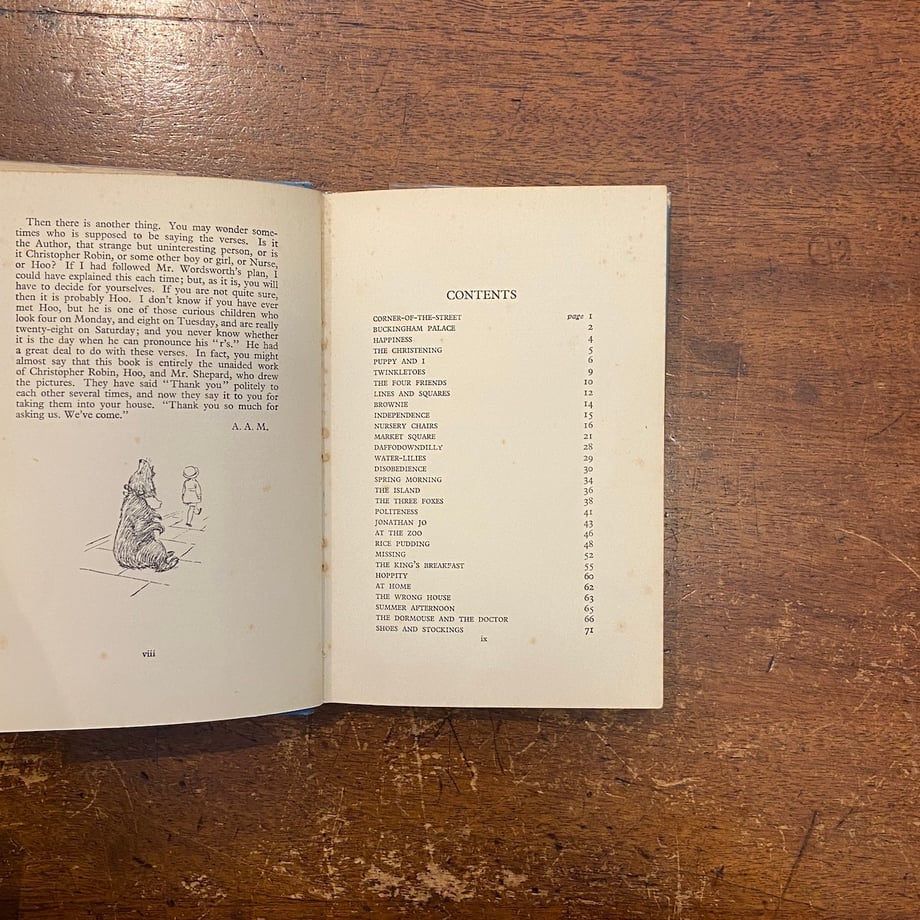 Then there is another thing. You may wonder some-
times who is supposed to be saying the verses. Is it
the Author, that strange but uninteresting person, or is
it Christopher Robin, or some other boy or girl, or Nurse,
or Hoo? If I had followed Mr. Wordsworth's plan, I
could have explained this each time; but, as it is, you will
have to decide for yourselves. If you are not quite sure,
then it is probably Hoo. I don't know if you have ever
met Hoo, but he is one of those curious children who
look four on Monday, and eight on Tuesday, and are really
twenty-eight on Saturday; and you never know whether
it is the day when he can pronounce his "r's." He had
a great deal to do with these verses. In fact, you might
almost say that this book is entirely the unaided work
of Christopher Robin, Hoo, and Mr. Shepard, who drew
the pictures. They have said "Thank you" politely to
each other several times, and now they say it to you for
taking them into your house. "Thank you so much for
asking us. We've come."
A. A. M.
viii
CONTENTS
CORNER-OF-THE-STREET page 1
BUCKINGHAM PALACE 2
HAPPINESS 4
THE CHRISTENING 5
PUPPY AND I 6
TWINKLETOES 9
THE FOUR FRIENDS 10
LINES AND SQUARES 12
BROWNIE 14
INDEPENDENCE 15
NURSERY CHAIRS 16
MARKET SQUARE 21
DAFFODOWNDILLY 28
WATER-LILIES 29
DISOBEDIENCE 30
SPRING MORNING 34
THE ISLAND 36
THE THREE FOXES 38
POLITENESS 41
JONATHAN JO 43
AT THE ZOO 46
RICE PUDDING 48
MISSING 52
THE KING'S BREAKFAST 55
HOPPITY 60
AT HOME 62
THE WRONG HOUSE 63
SUMMER AFTERNOON 65
THE DORMOUSE AND THE DOCTOR 66
SHOES AND STOCKINGS 71
ix